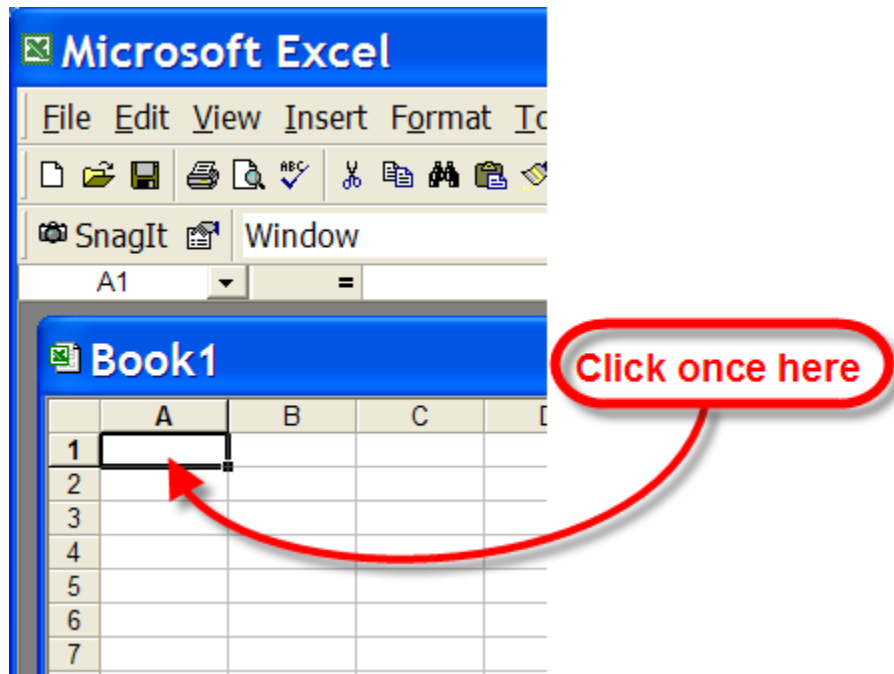 Microsoft Excel
File Edit View Insert Format
ABC
SnagIt Window
A1 =
Book1
Click once here
A B C
1
2
3
4
5
6
7